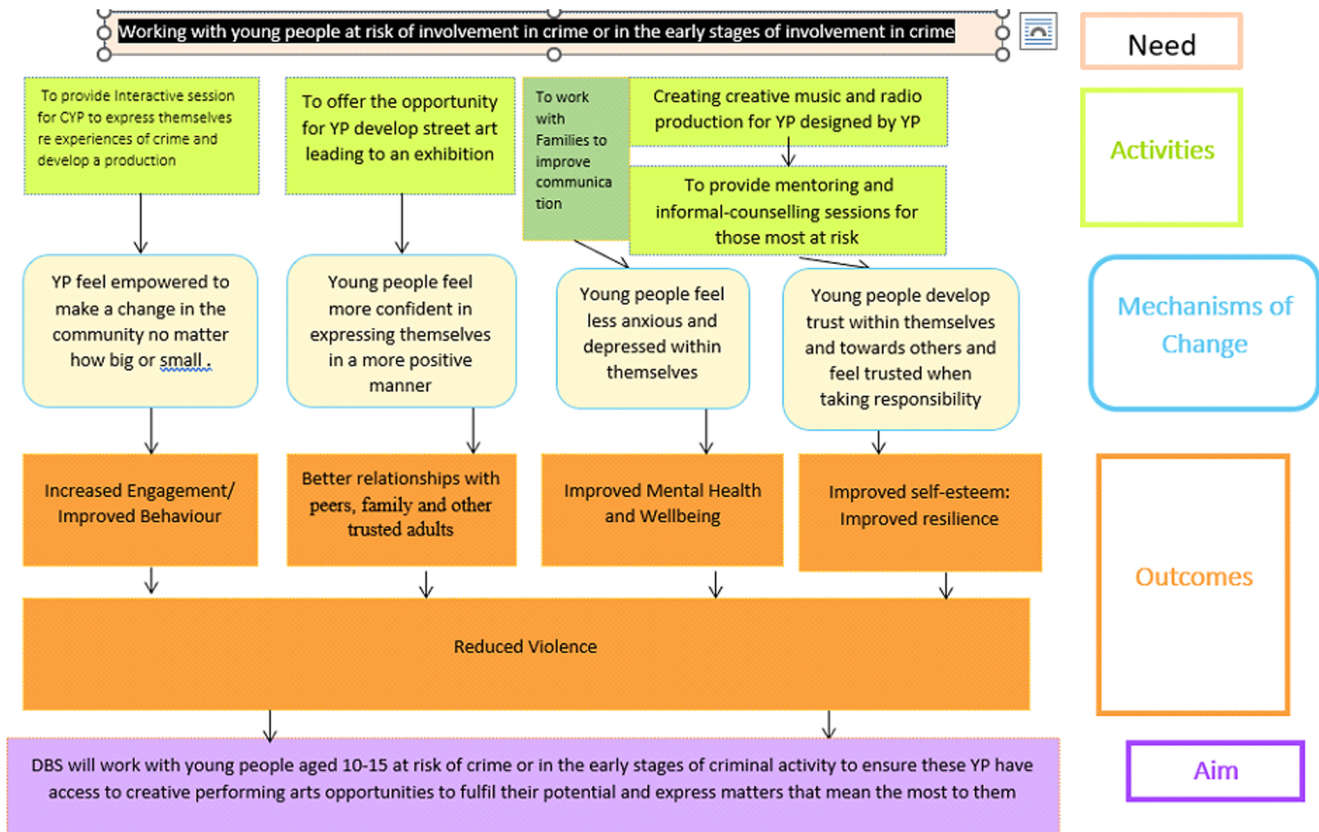 Working with young people at risk of involvement in crime or in the early stages of involvement in crime
Need
To provide Interactive session
for CYP to express themselves
re experiences of crime and
develop a production
To offer the opportunity
for YP develop street art
leading to an exhibition
To work
with
Families to
improve
communica
tion
Creating creative music and radio
production for YP designed by YP
To provide mentoring and
informal-counselling sessions for
those most at risk
Activities
YP feel empowered to
make a change in the
community no matter
how big or small .
Young people feel
more confident in
expressing themselves
in a more positive
manner
Young people feel
less anxious and
depressed within
themselves
Young people develop
trust within themselves
and towards others and
feel trusted when
taking responsibility
Mechanisms of
Change
Increased Engagement/
Improved Behaviour
Better relationships with
peers, family and other
trusted adults
Improved Mental Health
and Wellbeing
Improved self-esteem:
Improved resilience
Outcomes
Reduced Violence
DBS will work with young people aged 10-15 at risk of crime or in the early stages of criminal activity to ensure these YP have
access to creative performing arts opportunities to fulfil their potential and express matters that mean the most to them
Aim